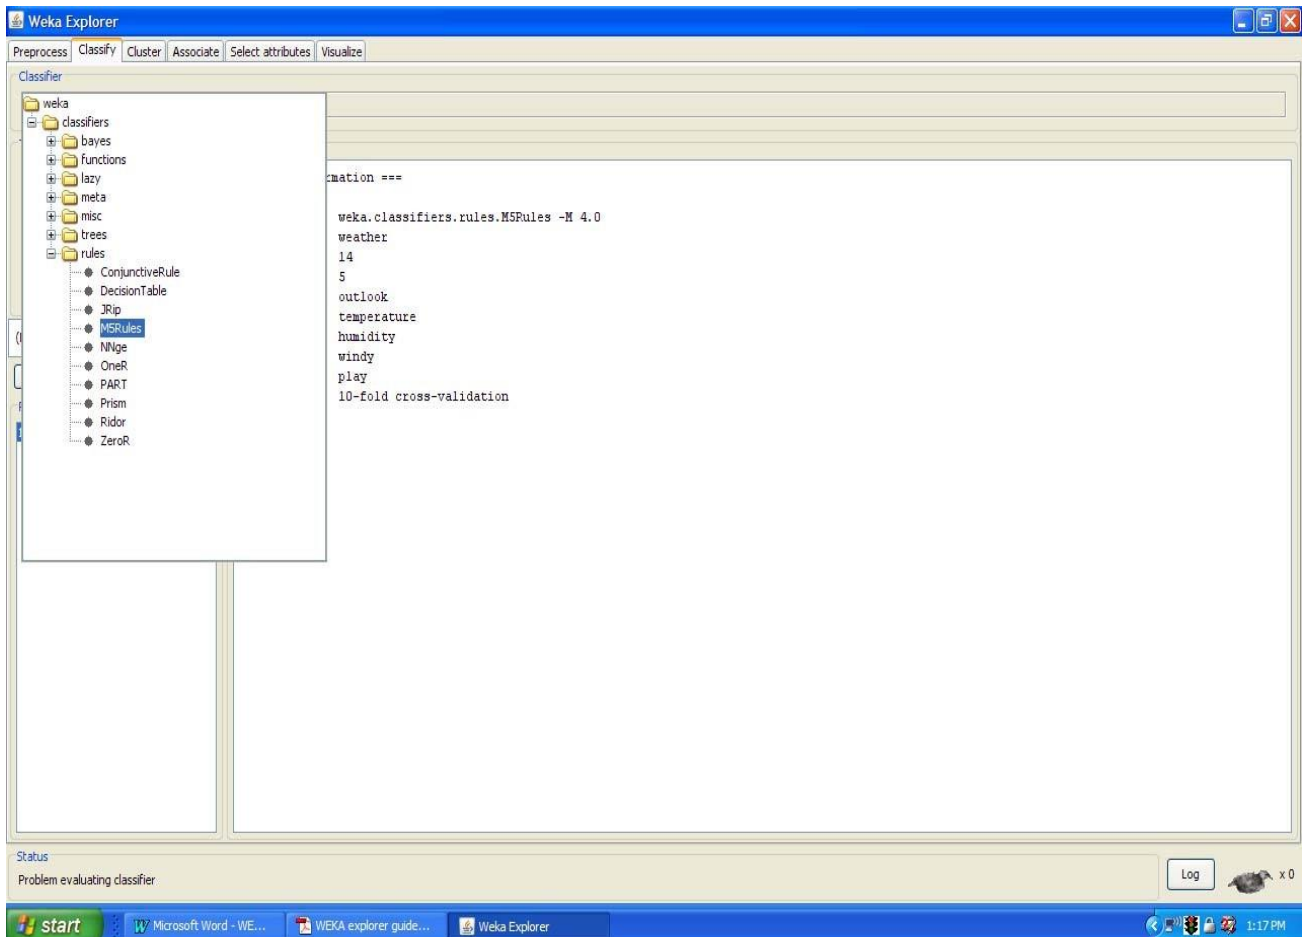 Weka Explorer
Preprocess Classify Cluster Associate Select attributes Visualize
Classifier
weka
classifiers
bayes
functions
lazy
meta
misc
trees
rules
ConjunctiveRule
DecisionTable
JRip
M5Rules
NNge
OneR
PART
Prism
Ridor
ZeroR
rmation ===
weka.classifiers.rules.M5Rules -M 4.0
weather
14
5
outlook
temperature
humidity
windy
play
10-fold cross-validation
Status
Problem evaluating classifier
Log
x 0
start Microsoft Word - WE... WEKA explorer guide... Weka Explorer 1:17 PM